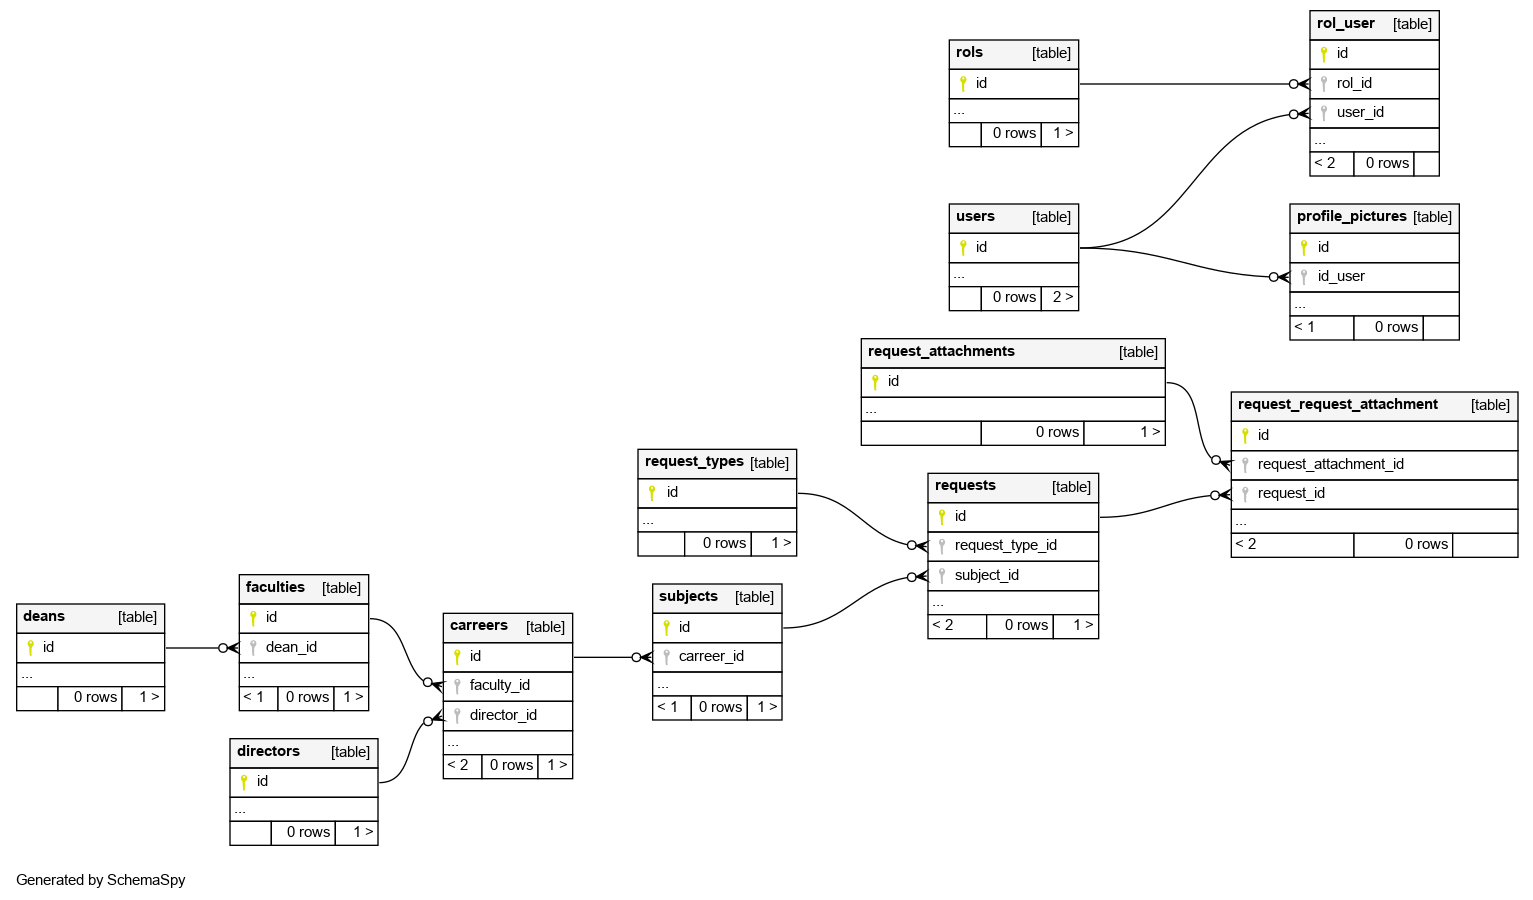 rol_user [table]
id
rol_id
user_id
...
< 2 0 rows
rols [table]
id
...
0 rows 1 >
users [table]
id
...
0 rows 2 >
profile_pictures [table]
id
id_user
...
< 1 0 rows
request_attachments [table]
id
...
0 rows 1 >
request_request_attachment [table]
id
request_attachment_id
request_id
...
< 2 0 rows
request_types [table]
id
...
0 rows 1 >
requests [table]
id
request_type_id
subject_id
...
< 2 0 rows 1 >
deans [table]
id
...
0 rows 1 >
faculties [table]
id
dean_id
...
< 1 0 rows 1 >
carreers [table]
id
faculty_id
director_id
...
< 2 0 rows 1 >
subjects [table]
id
carreer_id
...
< 1 0 rows 1 >
directors [table]
id
...
0 rows 1 >
Generated by SchemaSpy